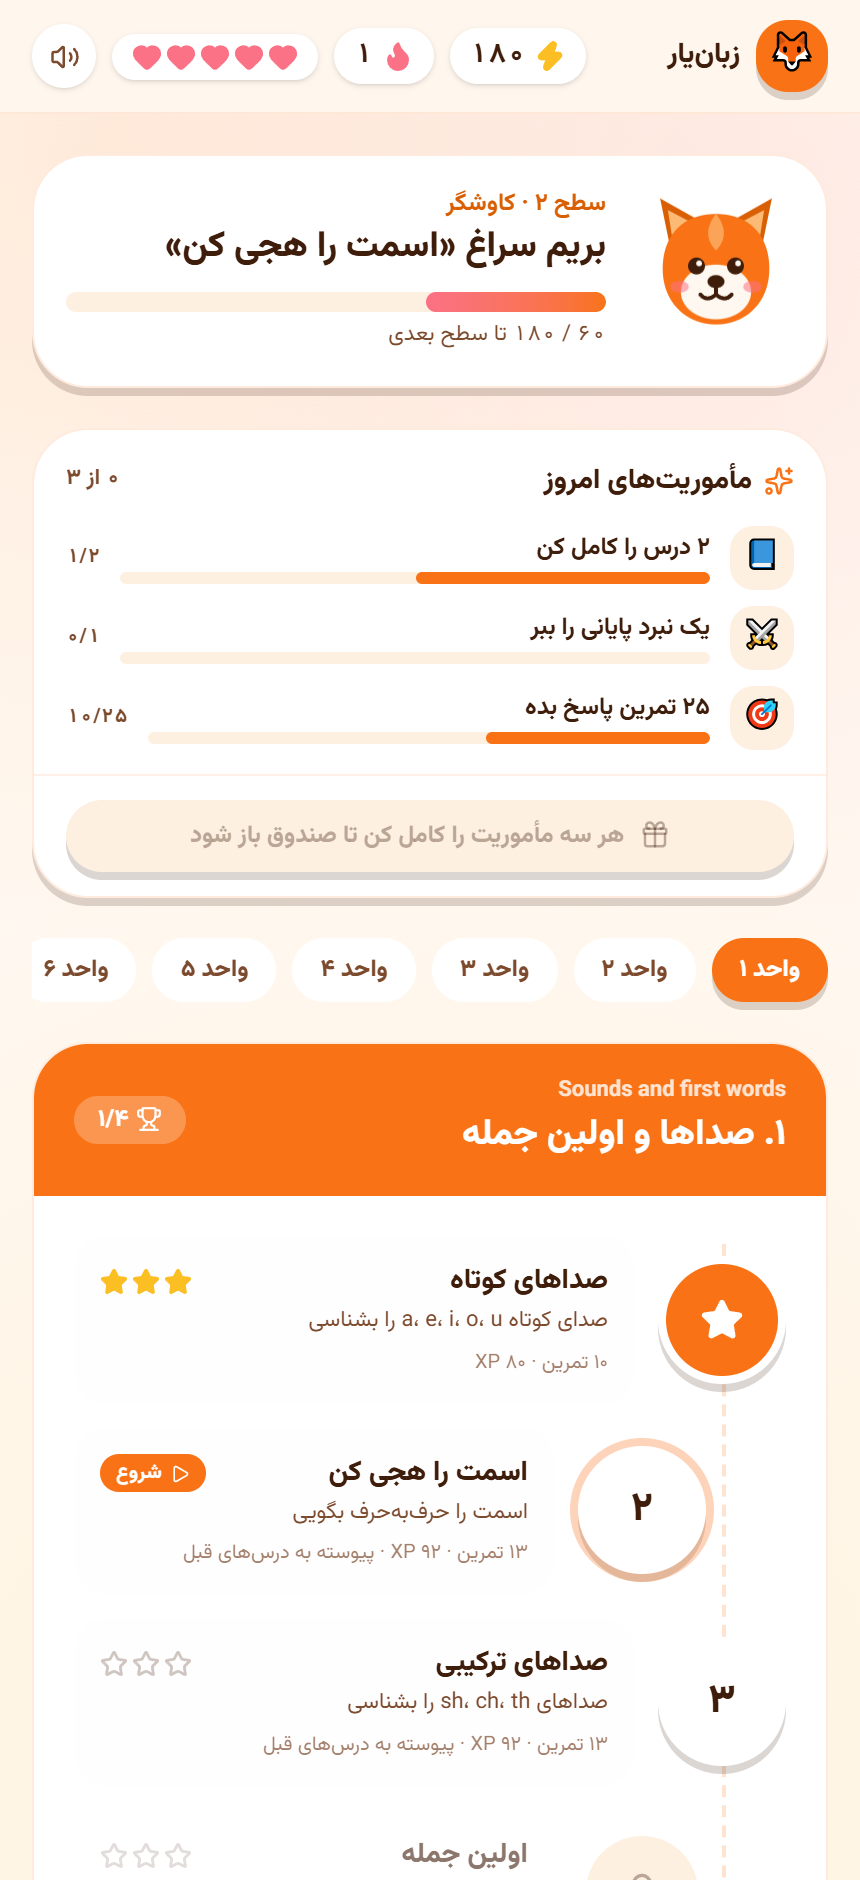 زبان‌یار
۱۸۰
۱
سطح ۲ · کاوشگر
بریم سراغ «اسمت را هجی کن»
۶۰ / ۱۸۰ تا سطح بعدی
مأموریت‌های امروز
۰ از ۳
۲ درس را کامل کن
۱/۲
یک نبرد پایانی را ببر
۰/۱
۲۵ تمرین پاسخ بده
۱۰/۲۵
هر سه مأموریت را کامل کن تا صندوق باز شود
واحد ۱
واحد ۲
واحد ۳
واحد ۴
واحد ۵
واحد ۶
Sounds and first words
۱. صداها و اولین جمله
۱/۴
صداهای کوتاه
صدای کوتاه a، e، i، o، u را بشناسی
۱۰ تمرین · ۸۰ XP
۲
اسمت را هجی کن
شروع
اسمت را حرف‌به‌حرف بگویی
۱۳ تمرین · ۹۲ XP · پیوسته به درس‌های قبل
۳
صداهای ترکیبی
صداهای sh، ch، th را بشناسی
۱۳ تمرین · ۹۲ XP · پیوسته به درس‌های قبل
اولین جمله